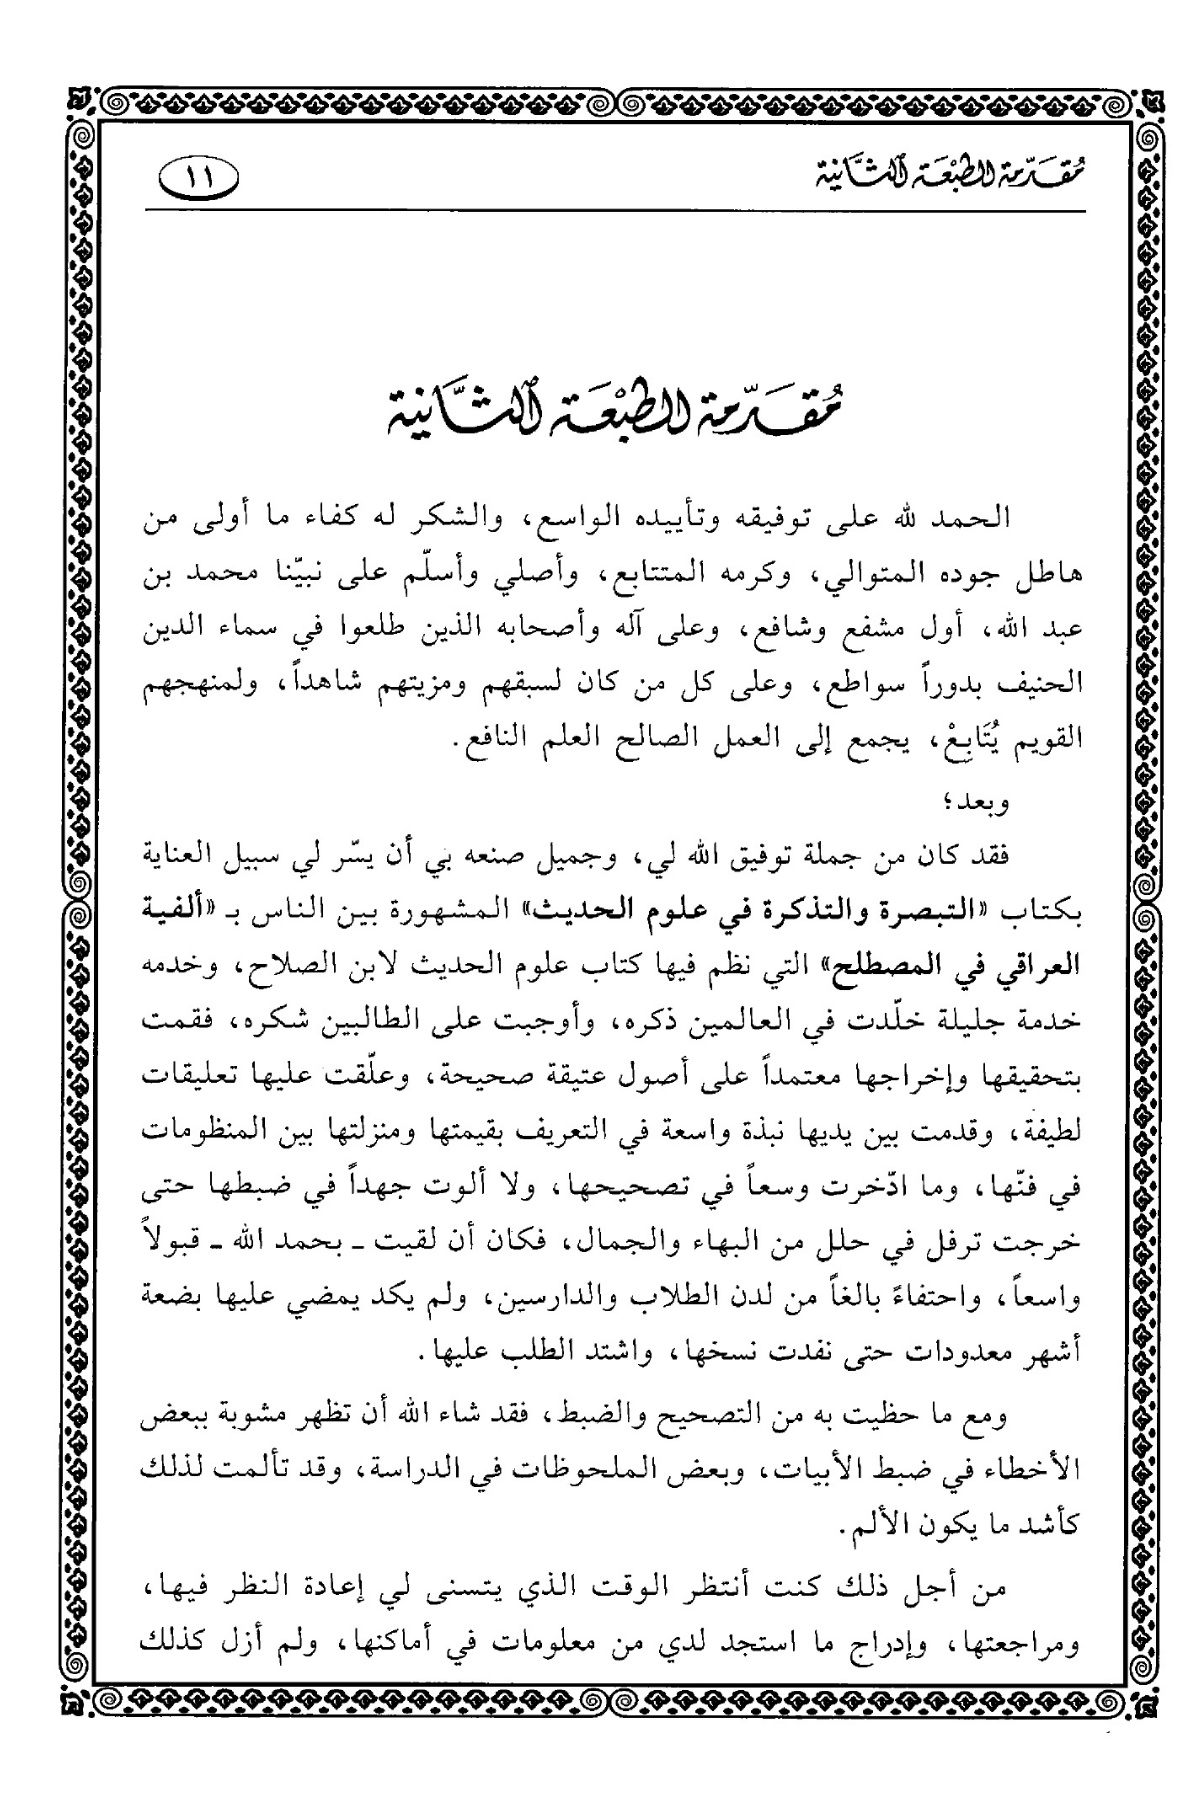 مُقَدِّمة الطبْعَة الثَّانية
١١
مُقَدِّمة الطبْعَة الثَّانية
الحمد لله على توفيقه وتأييده الواسع، والشكر له كفاء ما أولى من
هاطل جوده المتوالي، وكرمه المتتابع، وأصلي وأسلّم على نبيّنا محمد بن
عبد الله، أول مشفع وشافع، وعلى آله وأصحابه الذين طلعوا في سماء الدين
الحنيف بدوراً سواطع، وعلى كل من كان لسبقهم ومزيتهم شاهداً، ولمنهجهم
القويم يُتَابِعْ، يجمع إلى العمل الصالح العلم النافع.
وبعد؛
فقد كان من جملة توفيق الله لي، وجميل صنعه بي أن يسّر لي سبيل العناية
بكتاب «التبصرة والتذكرة في علوم الحديث» المشهورة بين الناس بـ «ألفية
العراقي في المصطلح» التي نظم فيها كتاب علوم الحديث لابن الصلاح، وخدمه
خدمة جليلة خلّدت في العالمين ذكره، وأوجبت على الطالبين شكره، فقمت
بتحقيقها وإخراجها معتمداً على أصول عتيقة صحيحة، وعلّقت عليها تعليقات
لطيفة، وقدمت بين يديها نبذة واسعة في التعريف بقيمتها ومنزلتها بين المنظومات
في فنّها، وما ادّخرت وسعاً في تصحيحها، ولا ألوت جهداً في ضبطها حتى
خرجت ترفل في حلل من البهاء والجمال، فكان أن لقيت ـ بحمد الله ـ قبولاً
واسعاً، واحتفاءً بالغاً من لدن الطلاب والدارسين، ولم يكد يمضي عليها بضعة
أشهر معدودات حتى نفدت نسخها، واشتد الطلب عليها.
ومع ما حظيت به من التصحيح والضبط، فقد شاء الله أن تظهر مشوبة ببعض
الأخطاء في ضبط الأبيات، وبعض الملحوظات في الدراسة، وقد تألمت لذلك
كأشد ما يكون الألم.
من أجل ذلك كنت أنتظر الوقت الذي يتسنى لي إعادة النظر فيها،
ومراجعتها، وإدراج ما استجد لدي من معلومات في أماكنها، ولم أزل كذلك